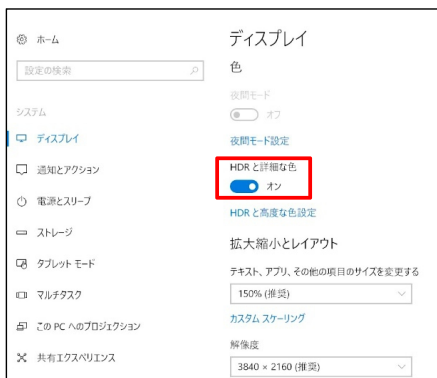 ホーム
設定の検索
システム
ディスプレイ
通知とアクション
電源とスリープ
ストレージ
タブレット モード
マルチタスク
この PC へのプロジェクション
共有エクスペリエンス
ディスプレイ
色
夜間モード
オフ
夜間モード設定
HDR と詳細な色
オン
HDR と高度な色設定
拡大縮小とレイアウト
テキスト、アプリ、その他の項目のサイズを変更する
150% (推奨)
カスタム スケーリング
解像度
3840 × 2160 (推奨)